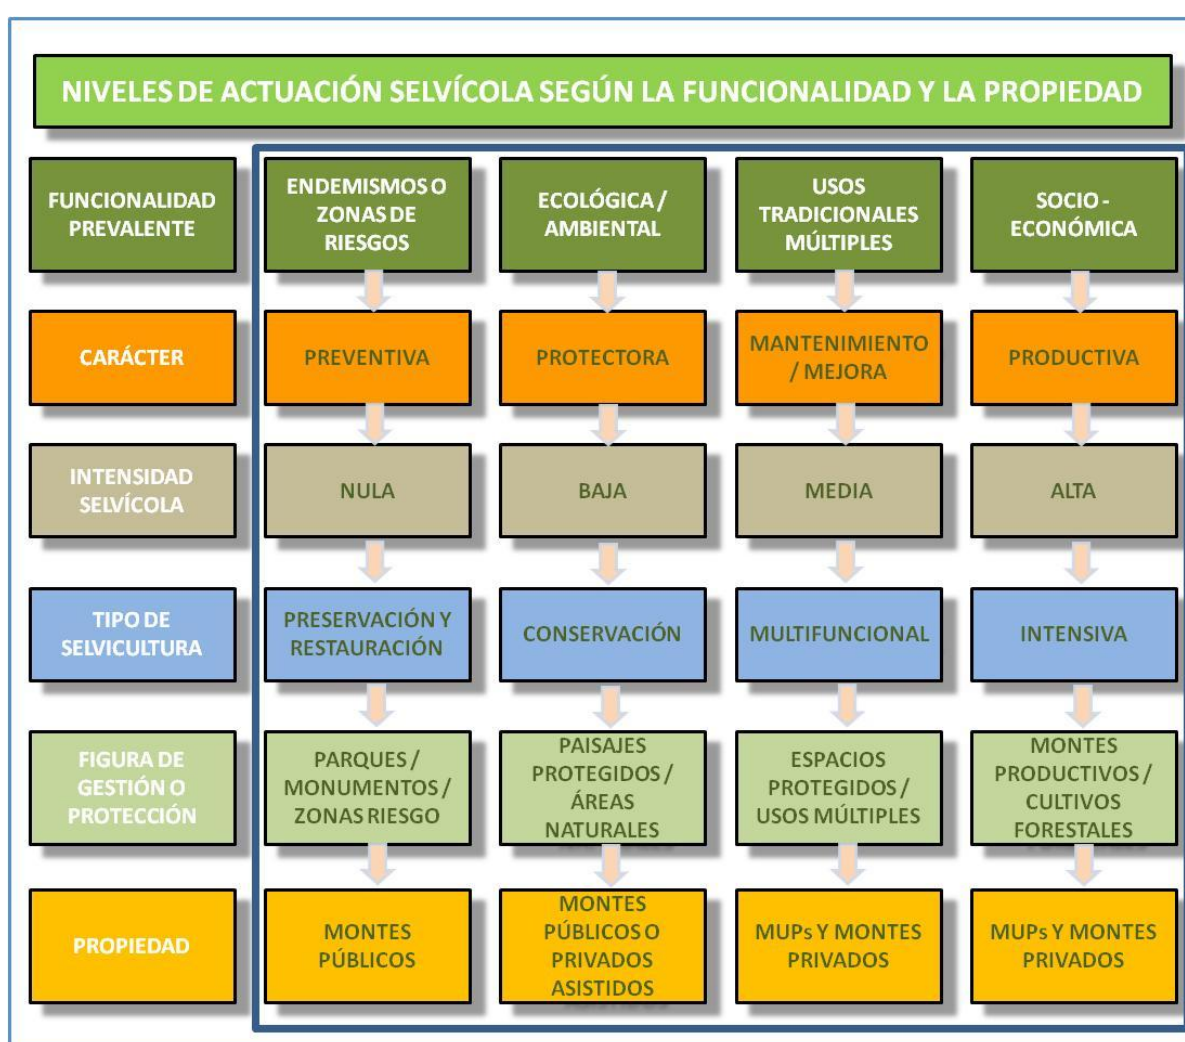 NIVELES DE ACTUACIÓN SELVÍCOLA SEGÚN LA FUNCIONALIDAD Y LA PROPIEDAD
FUNCIONALIDAD
PREVALENTE
ENDEMISMOS O
ZONAS DE
RIESGOS
ECOLÓGICA /
AMBIENTAL
USOS
TRADICIONALES
MÚLTIPLES
SOCIO -
ECONÓMICA
CARÁCTER
PREVENTIVA
PROTECTORA
MANTENIMIENTO
/ MEJORA
PRODUCTIVA
INTENSIDAD
SELVÍCOLA
NULA
BAJA
MEDIA
ALTA
TIPO DE
SELVICULTURA
PRESERVACIÓN Y
RESTAURACIÓN
CONSERVACIÓN
MULTIFUNCIONAL
INTENSIVA
FIGURA DE
GESTIÓN O
PROTECCIÓN
PARQUES /
MONUMENTOS /
ZONAS RIESGO
PAISAJES
PROTEGIDOS /
ÁREAS
NATURALES
ESPACIOS
PROTEGIDOS /
USOS MÚLTIPLES
MONTES
PRODUCTIVOS /
CULTIVOS
FORESTALES
PROPIEDAD
MONTES
PÚBLICOS
MONTES
PÚBLICOS O
PRIVADOS
ASISTIDOS
MUPs Y MONTES
PRIVADOS
MUPs Y MONTES
PRIVADOS